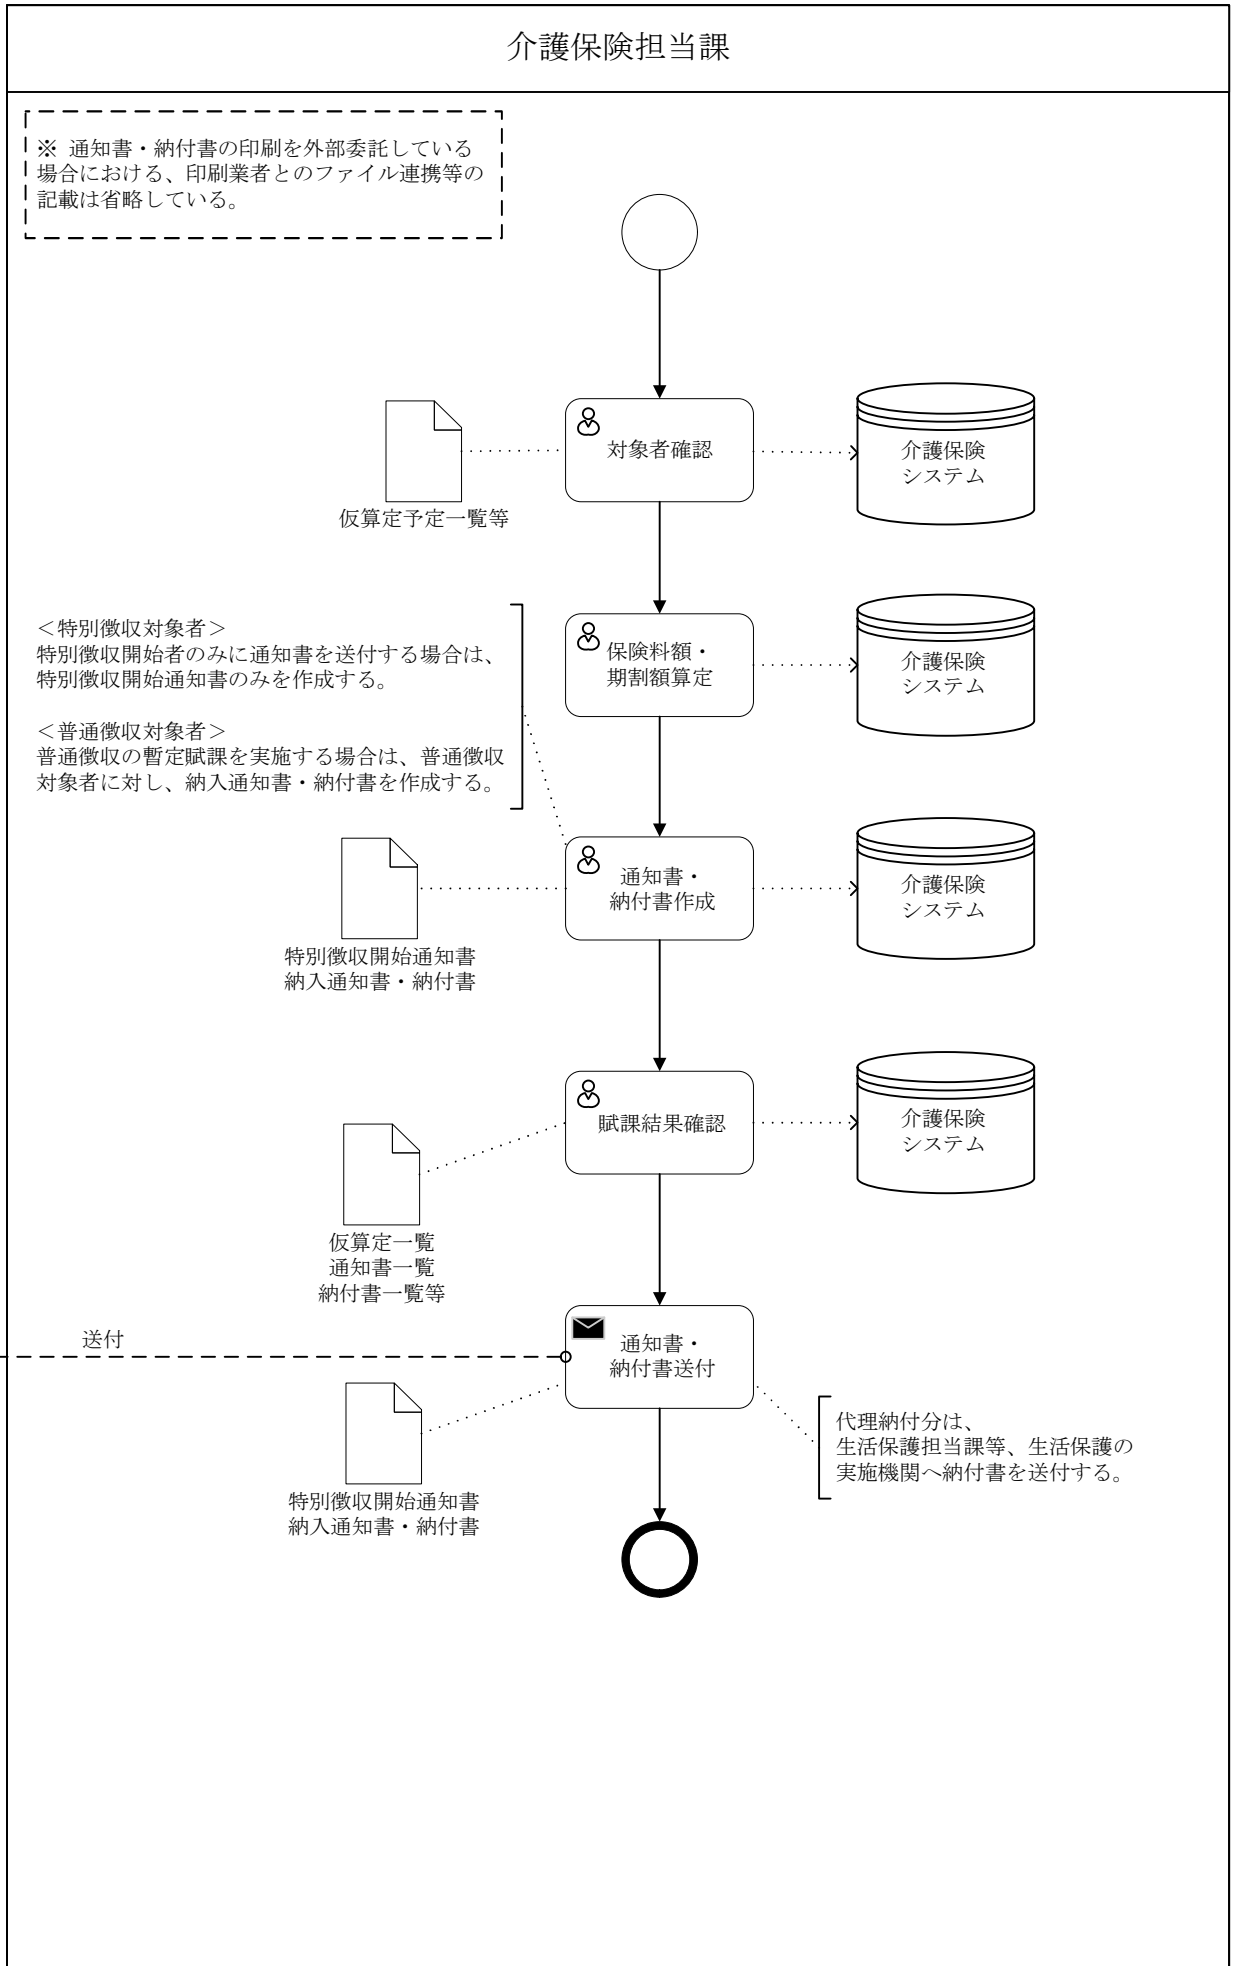 介護保険担当課
※ 通知書・納付書の印刷を外部委託している
場合における、印刷業者とのファイル連携等の
記載は省略している。
対象者確認
介護保険
システム
仮算定予定一覧等
＜特別徴収対象者＞
特別徴収開始者のみに通知書を送付する場合は、
特別徴収開始通知書のみを作成する。
＜普通徴収対象者＞
普通徴収の暫定賦課を実施する場合は、普通徴収
対象者に対し、納入通知書・納付書を作成する。
保険料額・
期割額算定
介護保険
システム
通知書・
納付書作成
介護保険
システム
特別徴収開始通知書
納入通知書・納付書
賦課結果確認
介護保険
システム
仮算定一覧
通知書一覧
納付書一覧等
送付
通知書・
納付書送付
代理納付分は、
生活保護担当課等、生活保護の
実施機関へ納付書を送付する。
特別徴収開始通知書
納入通知書・納付書